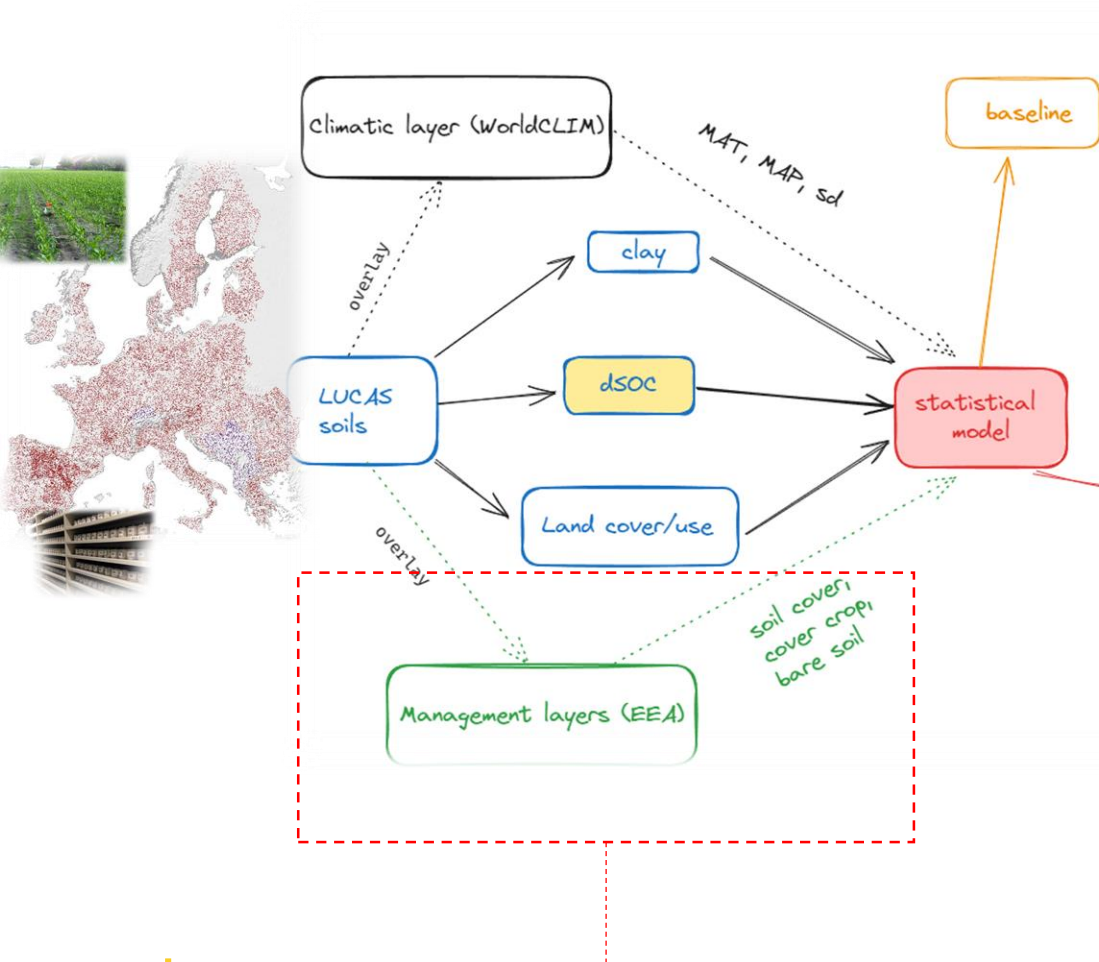 Climatic layer (WorldCLIM)
baseline
MAT, MAP, sd
overlay
clay
LUCAS
soils
dSOC
statistical
model
Land cover/use
overlay
soil cover,
cover crop,
bare soil
Management layers (EEA)